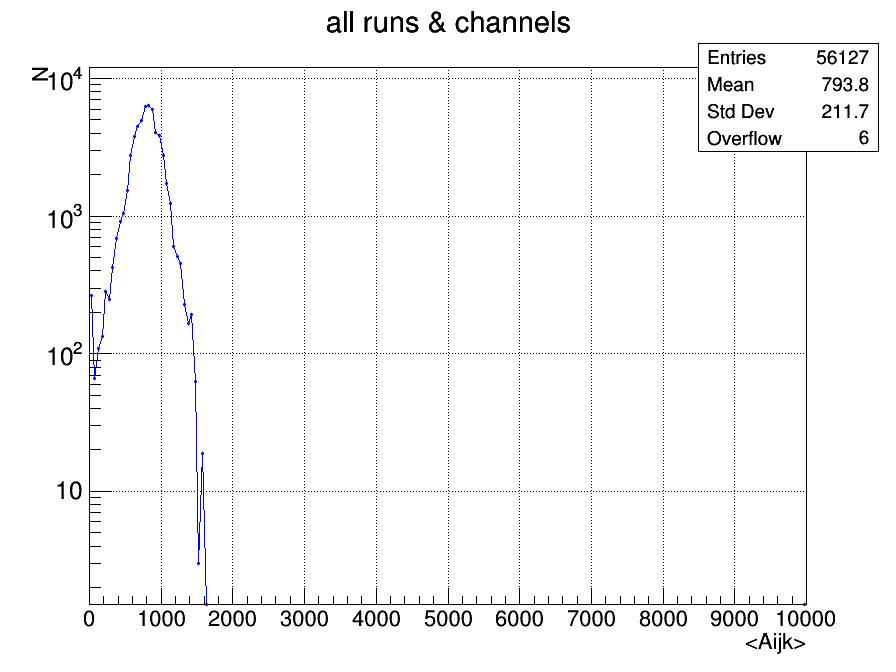 all runs & channels
Entries 56127
Mean 793.8
Std Dev 211.7
Overflow 6
N
10^4
10^3
10^2
10
0 1000 2000 3000 4000 5000 6000 7000 8000 9000 10000
<Aijk>